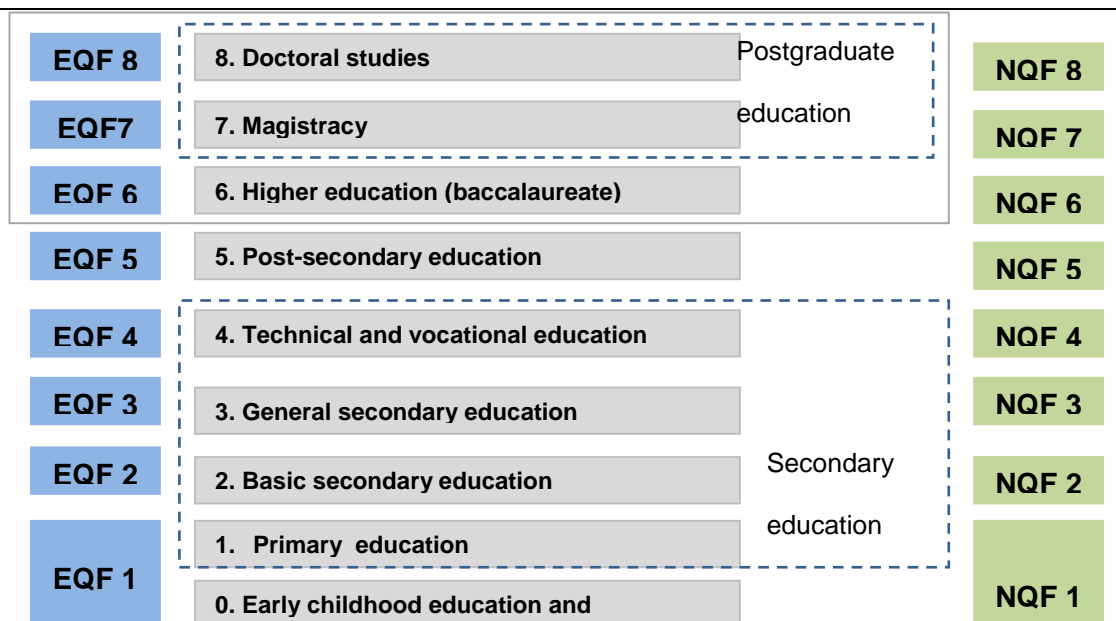 EQF 8
8. Doctoral studies
Postgraduate
education
NQF 8
EQF7
7. Magistracy
NQF 7
EQF 6
6. Higher education (baccalaureate)
NQF 6
EQF 5
5. Post-secondary education
NQF 5
EQF 4
4. Technical and vocational education
NQF 4
EQF 3
3. General secondary education
NQF 3
EQF 2
2. Basic secondary education
Secondary
education
NQF 2
EQF 1
1. Primary education
0. Early childhood education and
NQF 1